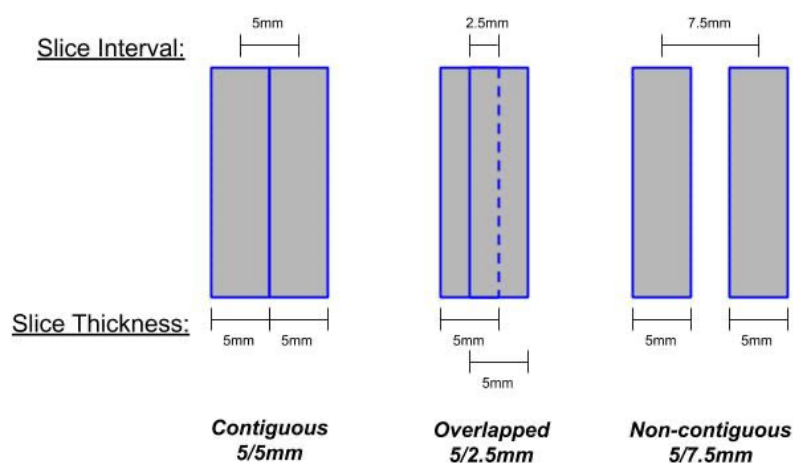 5mm
2.5mm
7.5mm
Slice Interval:
Slice Thickness:
5mm
5mm
5mm
5mm
5mm
5mm
Contiguous
5/5mm
Overlapped
5/2.5mm
Non-contiguous
5/7.5mm